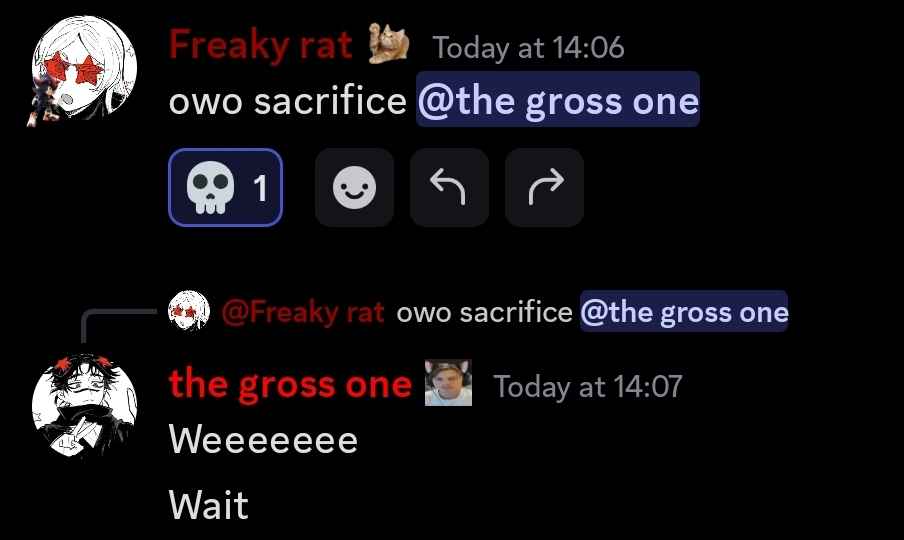 Freaky rat Today at 14:06
owo sacrifice @the gross one
1
@Freaky rat owo sacrifice @the gross one
the gross one Today at 14:07
Weeeeeee
Wait